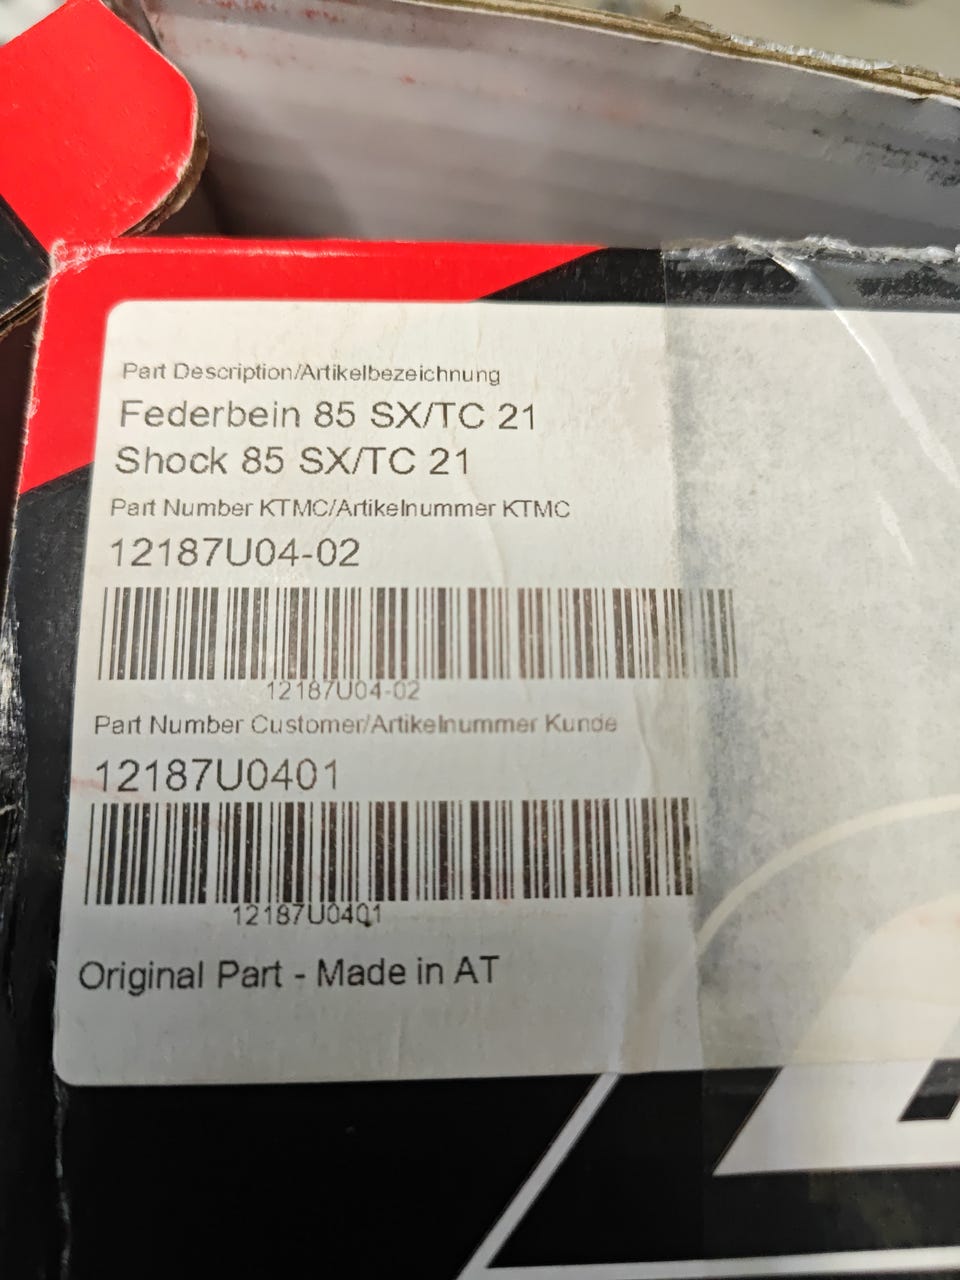 Part Description/Artikelbezeichnung
Federbein 85 SX/TC 21
Shock 85 SX/TC 21
Part Number KTMC/Artikelnummer KTMC
12187U04-02
12187U04-02
Part Number Customer/Artikelnummer Kunde
12187U0401
12187U0401
Original Part - Made in AT